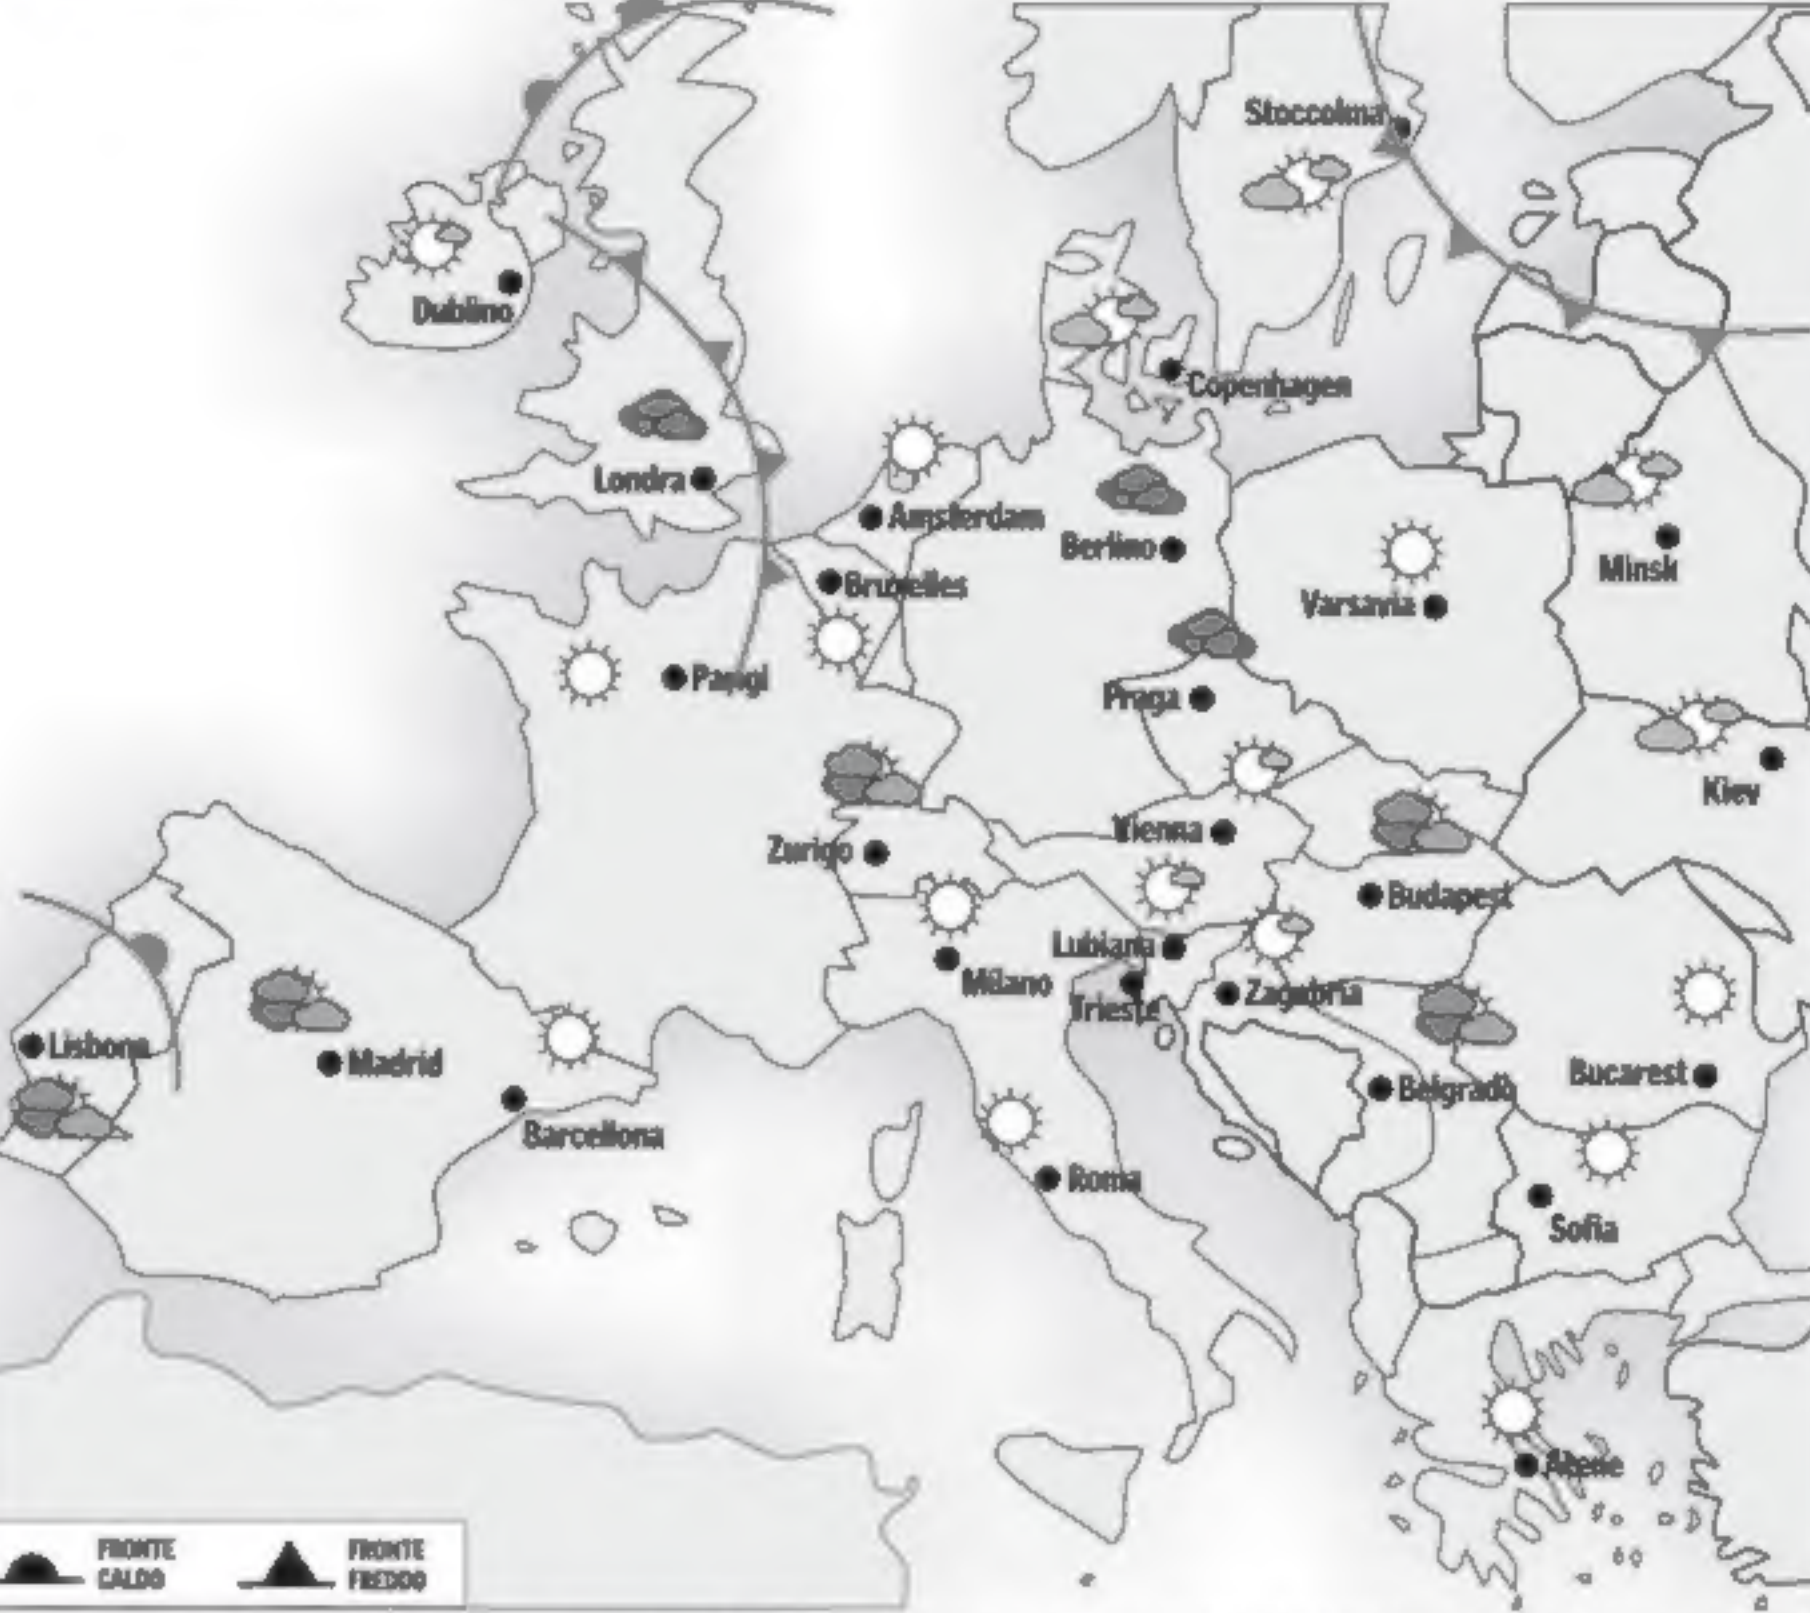 Stoccolma
Dublino
Copenhagen
Londra
Amsterdam
Berlino
Minsk
Bruxelles
Varsavia
Parigi
Praga
Kiev
Vienna
Zurigo
Budapest
Lubiana
Milano
Trieste
Zagabria
Lisbona
Madrid
Belgrado
Bucarest
Barcellona
Roma
Sofia
Atene
FRONTE
CALDO
FRONTE
FREDDO